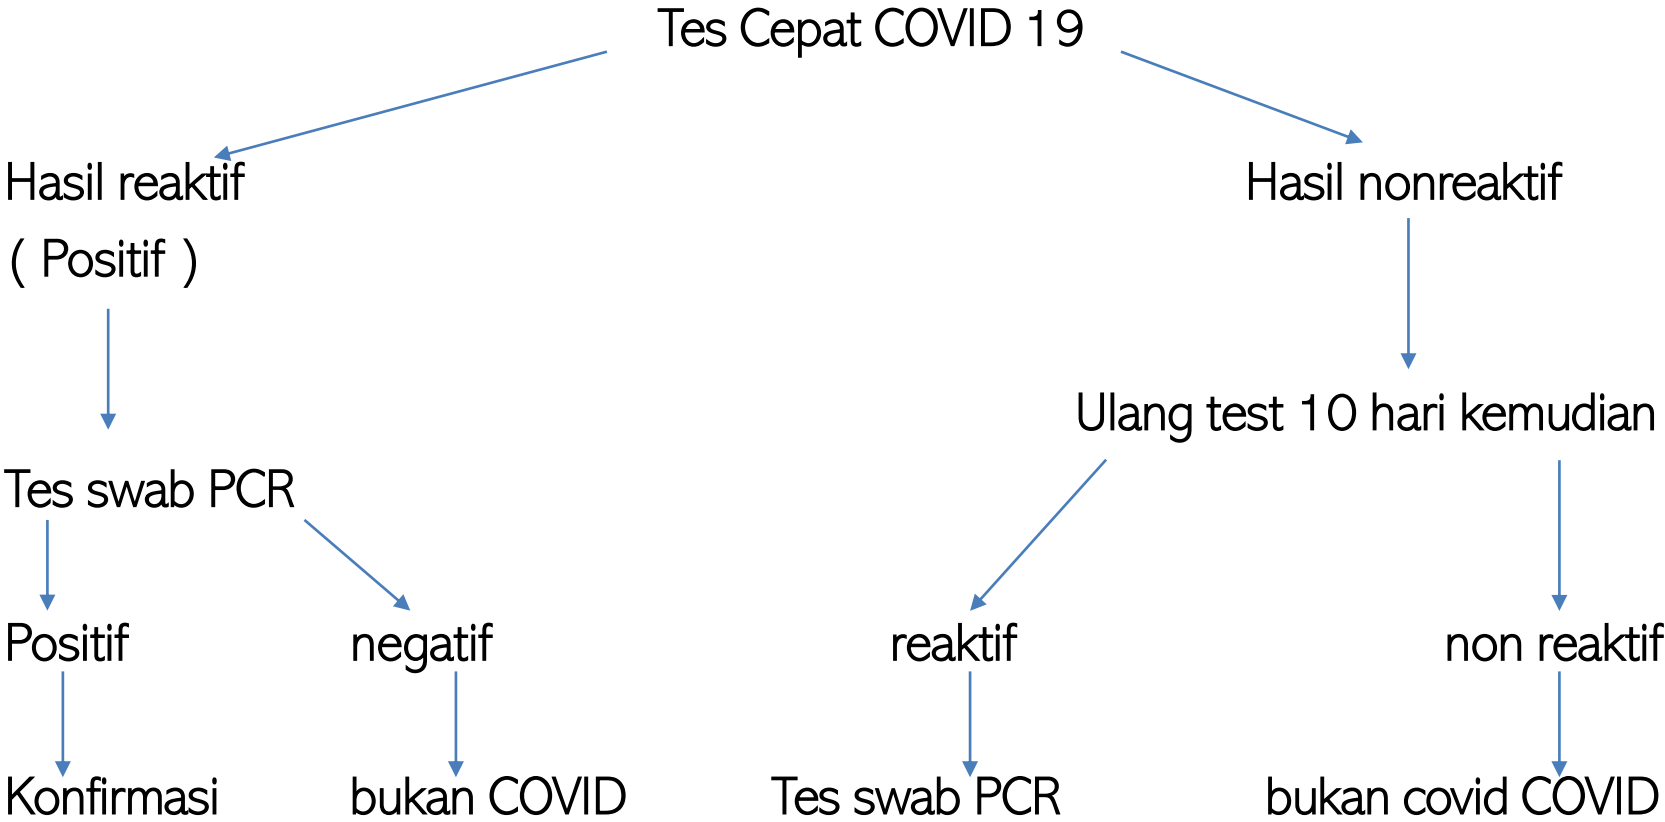 Tes Cepat COVID 19
Hasil reaktif
Hasil nonreaktif
( Positif )
Ulang test 10 hari kemudian
Tes swab PCR
Positif
negatif
reaktif
non reaktif
Konfirmasi
bukan COVID
Tes swab PCR
bukan covid COVID